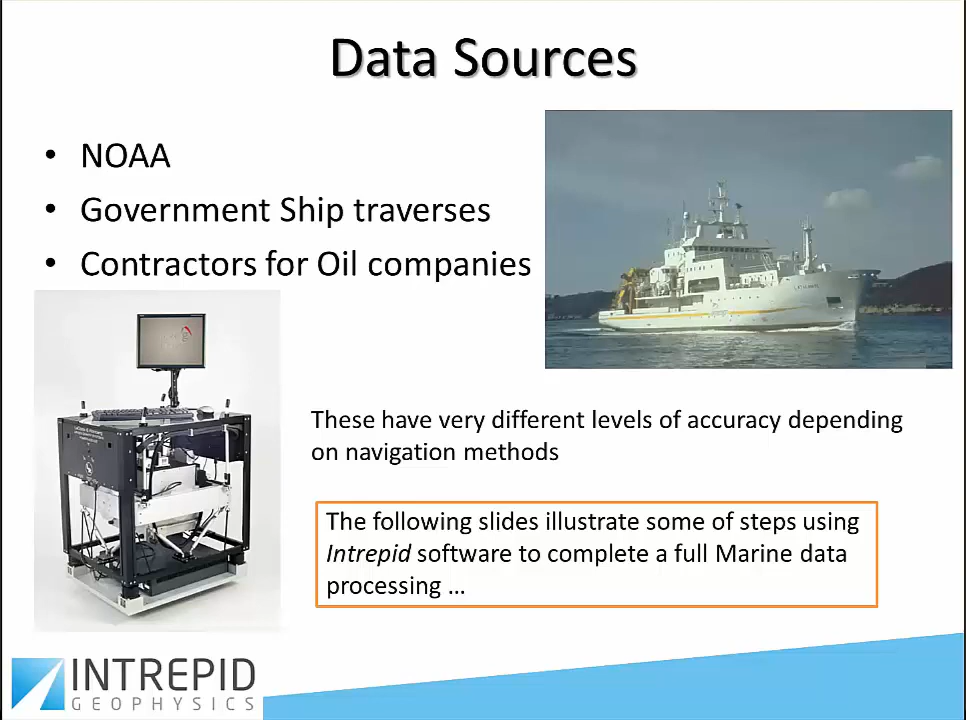 Data Sources
• NOAA
• Government Ship traverses
• Contractors for Oil companies
These have very different levels of accuracy depending
on navigation methods
The following slides illustrate some of steps using
Intrepid software to complete a full Marine data
processing ...
INTREPID
GEOPHYSICS